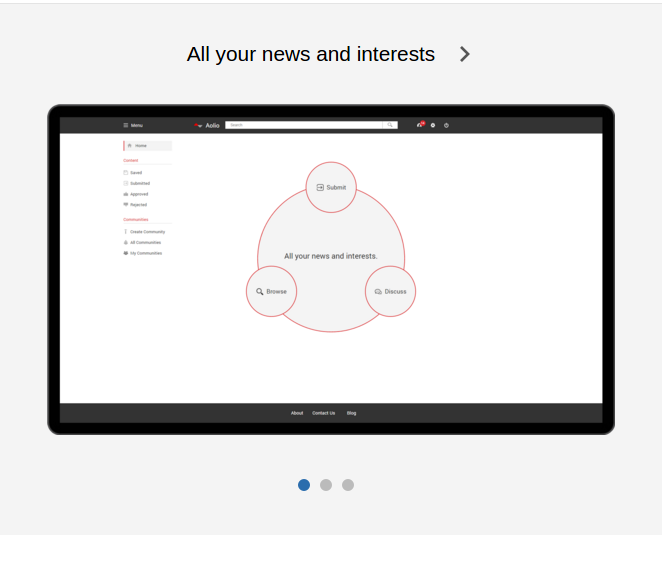 All your news and interests
Menu
Aolio
Search
Home
Content
Saved
Submitted
Approved
Rejected
Communities
Create Community
All Communities
My Communities
Submit
All your news and interests.
Browse
Discuss
About Contact Us Blog